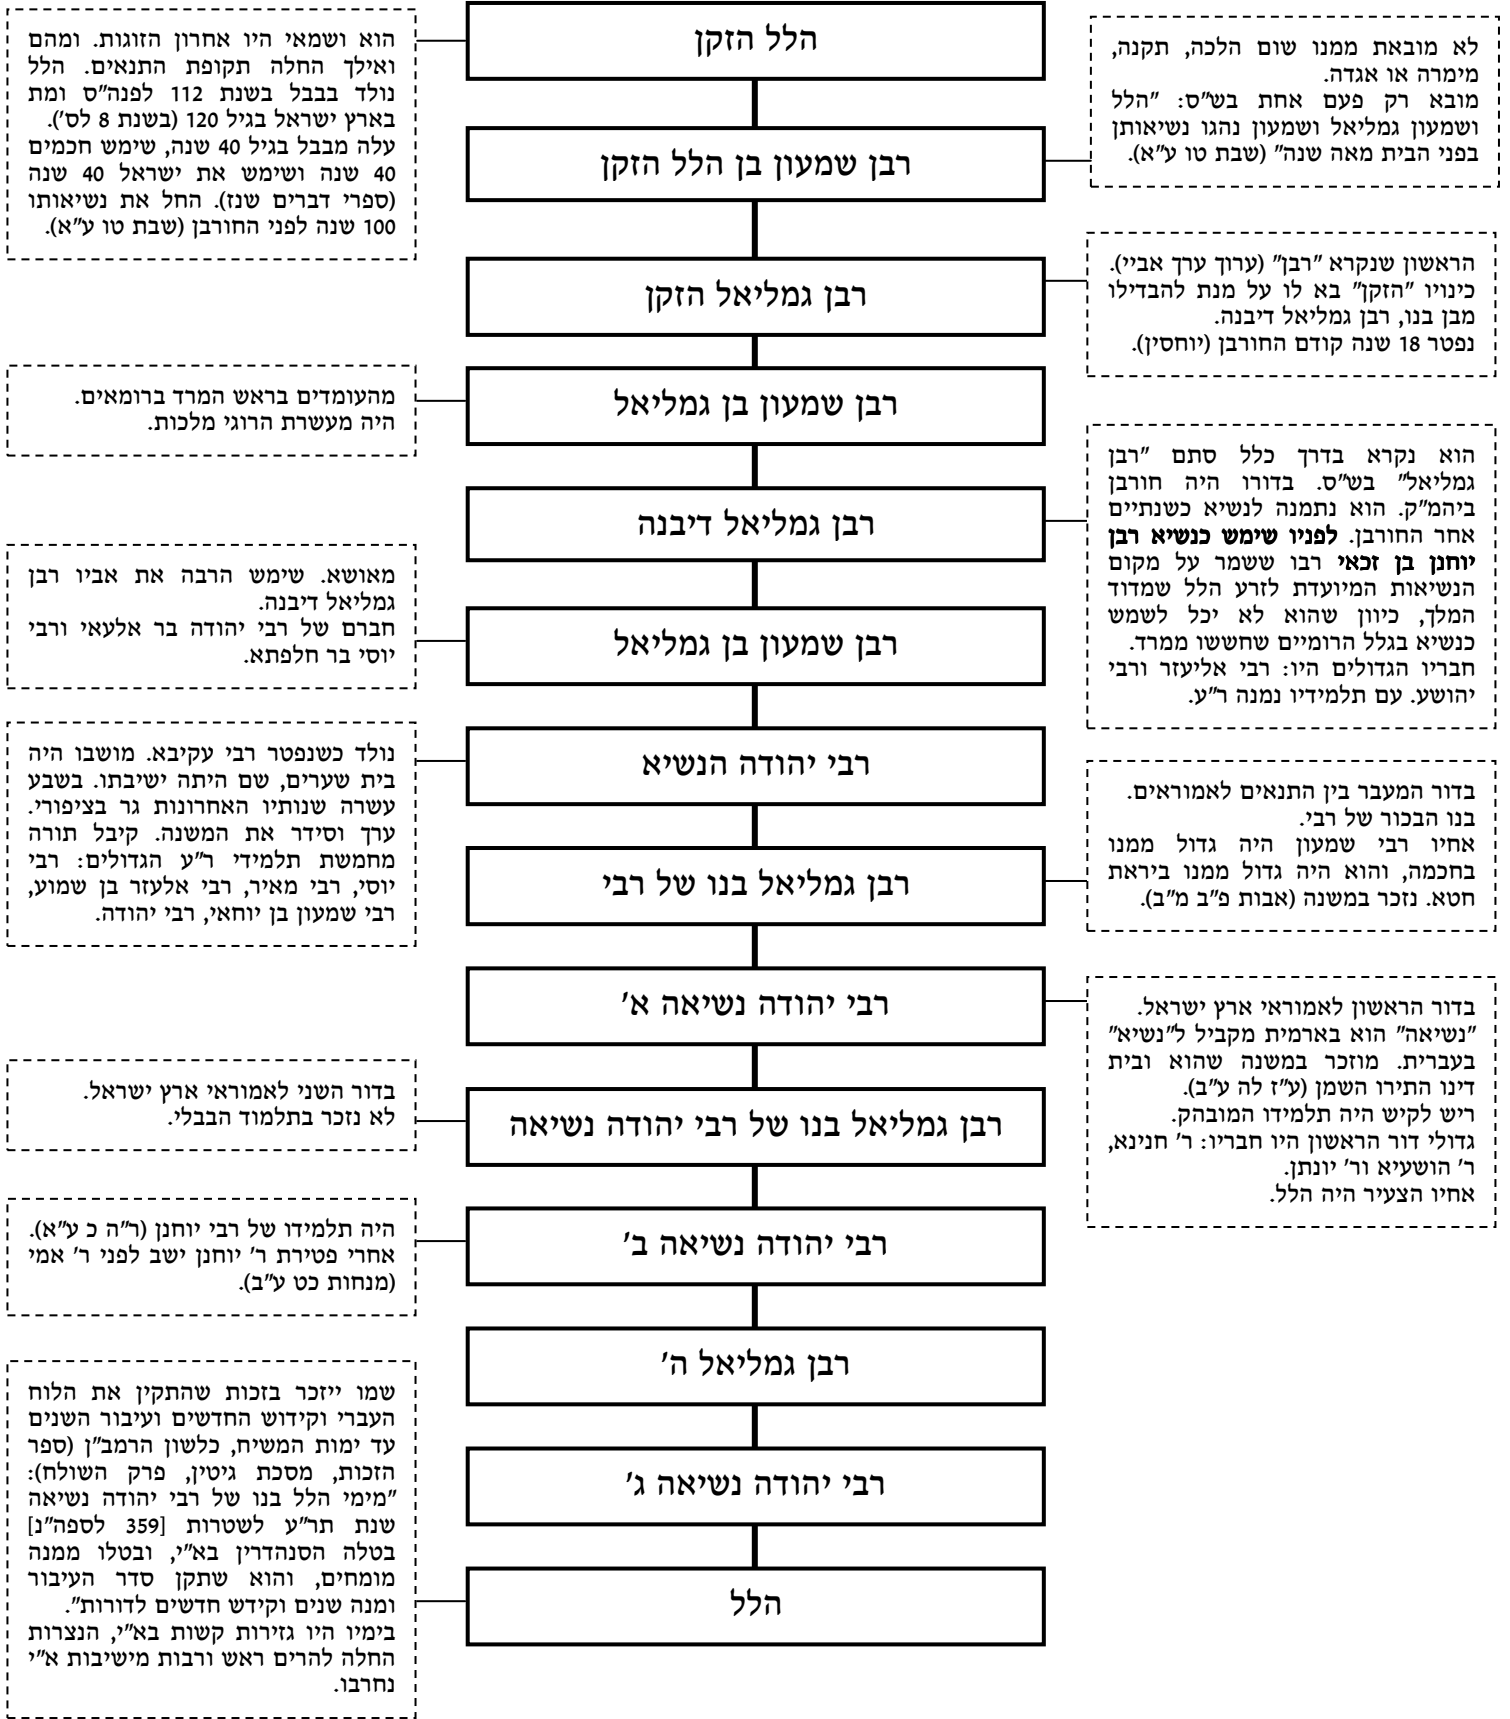 הלל הזקן
הוא ושמאי היו אחרון הזוגות. ומהם
ואילך החלה תקופת התנאים. הלל
נולד בבבל בשנת 112 לפנה"ס ומת
בארץ ישראל בגיל 120 (בשנת 8 לס').
עלה מבבל בגיל 40 שנה, שימש חכמים
40 שנה ושימש את ישראל 40 שנה
(ספרי דברים שנז). החל את נשיאותו
100 שנה לפני החורבן (שבת טו ע"א).
רבן שמעון בן הלל הזקן
לא מובאת ממנו שום הלכה, תקנה,
מימרה או אגדה.
מובא רק פעם אחת בש"ס: "הלל
ושמעון גמליאל ושמעון נהגו נשיאותן
בפני הבית מאה שנה" (שבת טו ע"א).
רבן גמליאל הזקן
הראשון שנקרא "רבן" (ערוך ערך אביי).
כינויו "הזקן" בא לו על מנת להבדילו
מבן בנו, רבן גמליאל דיבנה.
נפטר 18 שנה קודם החורבן (יוחסין).
רבן שמעון בן גמליאל
מהעומדים בראש המרד ברומאים.
היה מעשרת הרוגי מלכות.
רבן גמליאל דיבנה
הוא נקרא בדרך כלל סתם "רבן
גמליאל" בש"ס. בדורו היה חורבן
ביהמ"ק. הוא נתמנה לנשיא כשנתיים
אחר החורבן. לפניו שימש כנשיא רבן
יוחנן בן זכאי רבו ששמר על מקום
הנשיאות המיועדת לזרע הלל שמדוד
המלך, כיוון שהוא לא יכל לשמש
כנשיא בגלל הרומיים שחששו ממרד.
חבריו הגדולים היו: רבי אליעזר ורבי
יהושע. עם תלמידיו נמנה ר"ע.
רבן שמעון בן גמליאל
מאושא. שימש הרבה את אביו רבן
גמליאל דיבנה.
חברם של רבי יהודה בר אלעאי ורבי
יוסי בר חלפתא.
רבי יהודה הנשיא
נולד כשנפטר רבי עקיבא. מושבו היה
בית שערים, שם היתה ישיבתו. בשבע
עשרה שנותיו האחרונות גר בציפורי.
ערך וסידר את המשנה. קיבל תורה
מחמשת תלמידי ר"ע הגדולים: רבי
יוסי, רבי מאיר, רבי אלעזר בן שמוע,
רבי שמעון בן יוחאי, רבי יהודה.
רבן גמליאל בנו של רבי
בדור המעבר בין התנאים לאמוראים.
בנו הבכור של רבי.
אחיו רבי שמעון היה גדול ממנו
בחכמה, והוא היה גדול ממנו ביראת
חטא. נזכר במשנה (אבות פ"ב מ"ב).
רבי יהודה נשיאה א'
בדור הראשון לאמוראי ארץ ישראל.
"נשיאה" הוא בארמית מקביל ל"נשיא"
בעברית. מוזכר במשנה שהוא ובית
דינו התירו השמן (ע"ז לה ע"ב).
ריש לקיש היה תלמידו המובהק.
גדולי דור הראשון היו חבריו: ר' חנינא,
ר' הושעיא ור' יונתן.
אחיו הצעיר היה הלל.
רבן גמליאל בנו של רבי יהודה נשיאה
בדור השני לאמוראי ארץ ישראל.
לא נזכר בתלמוד הבבלי.
רבי יהודה נשיאה ב'
היה תלמידו של רבי יוחנן (ר"ה כ ע"א).
אחרי פטירת ר' יוחנן ישב לפני ר' אמי
(מנחות כט ע"ב).
רבן גמליאל ה'
רבי יהודה נשיאה ג'
הלל
שמו ייזכר בזכות שהתקין את הלוח
העברי וקידוש החדשים ועיבור השנים
עד ימות המשיח, כלשון הרמב"ן (ספר
הזכות, מסכת גיטין, פרק השולח):
"מימי הלל בנו של רבי יהודה נשיאה
שנת תר"ע לשטרות [359 לספה"נ]
בטלה הסנהדרין בא"י, ובטלו ממנה
מומחים, והוא שתקן סדר העיבור
ומנה שנים וקידש חדשים לדורות".
בימיו היו גזירות קשות בא"י, הנצרות
החלה להרים ראש ורבות מישיבות א"י
נחרבו.